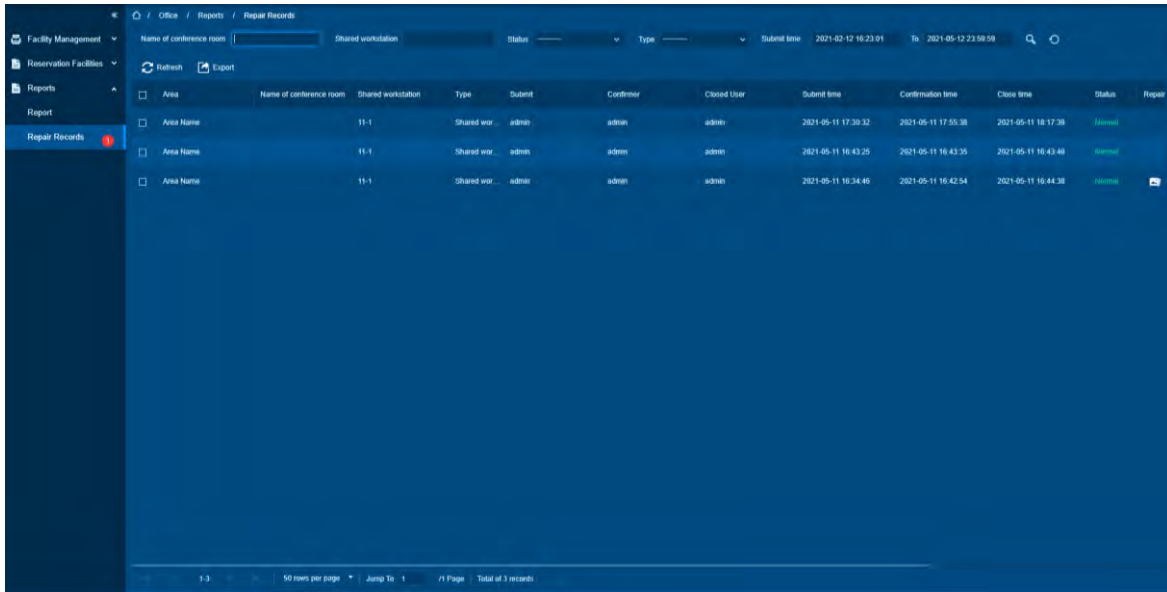 Office / Reports / Repair Records
Facility Management
Reservation Facilities
Reports
Report
Repair Records 1
Name of conference room Shared workstation Status Type Submit time 2021-02-12 16:23:01 To 2021-05-12 23:59:59
Refresh Export
Area Name of conference room Shared workstation Type Submit Confirmer Closed User Submit time Confirmation time Close time Status Repair
Area Name 11-1 Shared wor... admin admin admin 2021-05-11 17:39:32 2021-05-11 17:55:38 2021-05-11 18:17:39 Normal
Area Name 11-1 Shared wor... admin admin admin 2021-05-11 16:43:25 2021-05-11 16:43:35 2021-05-11 16:43:48 Normal
Area Name 11-1 Shared wor... admin admin admin 2021-05-11 16:34:46 2021-05-11 16:42:54 2021-05-11 16:44:38 Normal
1-3 50 rows per page Jump To 1 /1 Page Total of 3 records